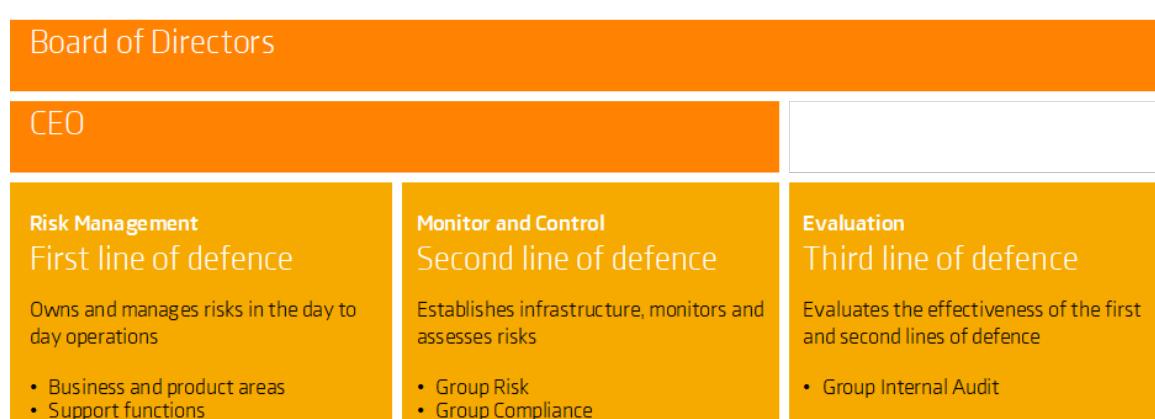 Board of Directors
CEO
Risk Management
First line of defence
Owns and manages risks in the day to
day operations
• Business and product areas
• Support functions
Monitor and Control
Second line of defence
Establishes infrastructure, monitors and
assesses risks
• Group Risk
• Group Compliance
Evaluation
Third line of defence
Evaluates the effectiveness of the first
and second lines of defence
• Group Internal Audit